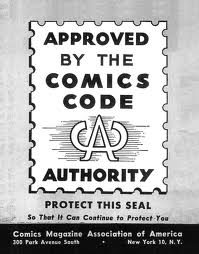 APPROVED
BY THE
COMICS
CODE
CA
AUTHORITY
PROTECT THIS SEAL
So That It Can Continue to Protect You
Comics Magazine Association of America
300 Park Avenue South • New York 10, N.Y.